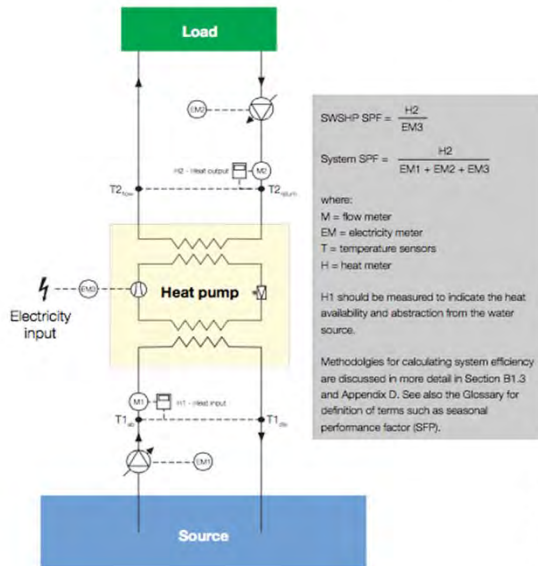 Load
EM2
H2 - Heat output
M2
T2flow
T2return
Heat pump
EM3
Electricity
input
M1
H1 - Heat input
T1ab
T1dis
EM1
Source
SWSHP SPF = H2
EM3
System SPF = H2
EM1 + EM2 + EM3
where:
M = flow meter
EM = electricity meter
T = temperature sensors
H = heat meter
H1 should be measured to indicate the heat
availability and abstraction from the water
source.
Methodolgies for calculating system efficiency
are discussed in more detail in Section B1.3
and Appendix D. See also the Glossary for
definition of terms such as seasonal
performance factor (SFP).